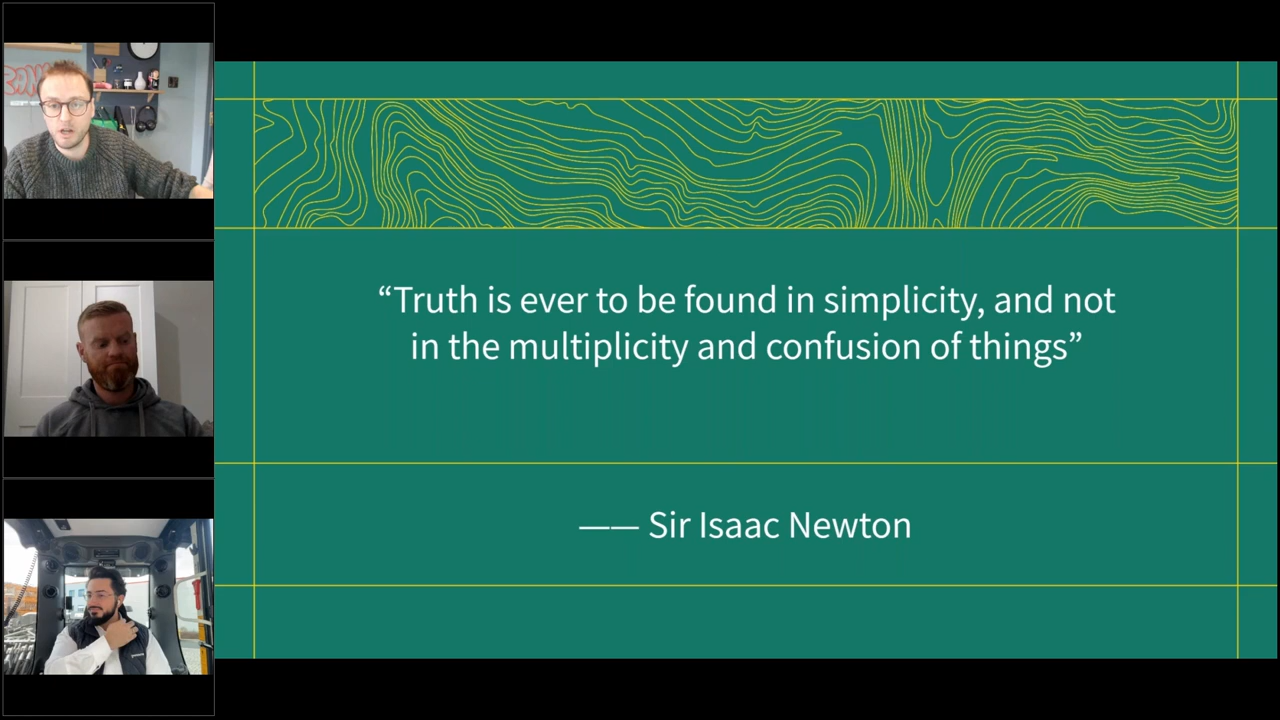 “Truth is ever to be found in simplicity, and not
in the multiplicity and confusion of things”
—— Sir Isaac Newton